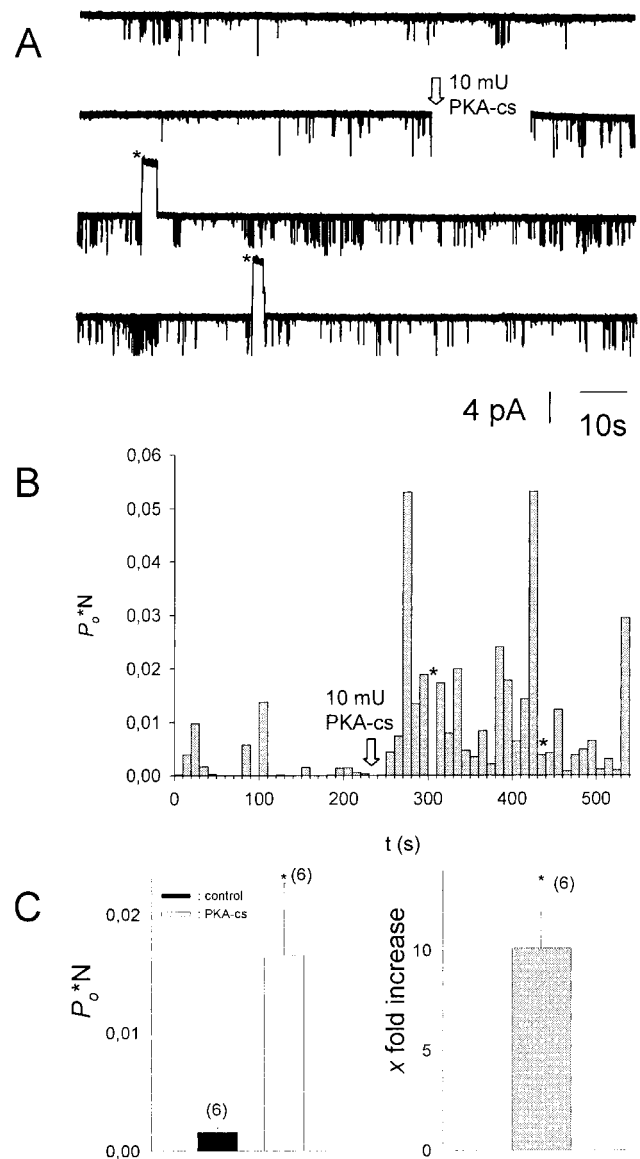 A
10 mU
PKA-cs
*
*
4 pA
10s
B
0,06
0,05
0,04
0,03
0,02
0,01
0,00
Po*N
10 mU
PKA-cs
*
*
0
100
200
300
400
500
t (s)
C
: control
: PKA-cs
* (6)
(6)
0,02
0,01
0,00
Po*N
* (6)
10
5
0
x fold increase